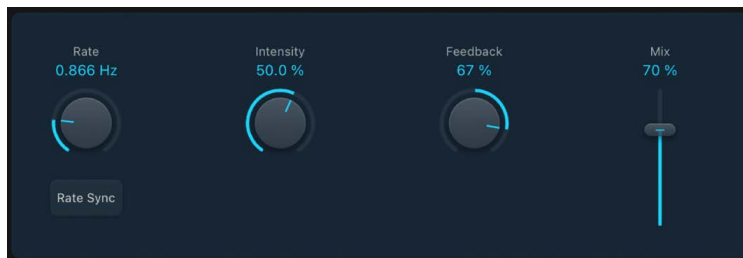 Rate
0.866 Hz
Intensity
50.0 %
Feedback
67 %
Mix
70 %
Rate Sync